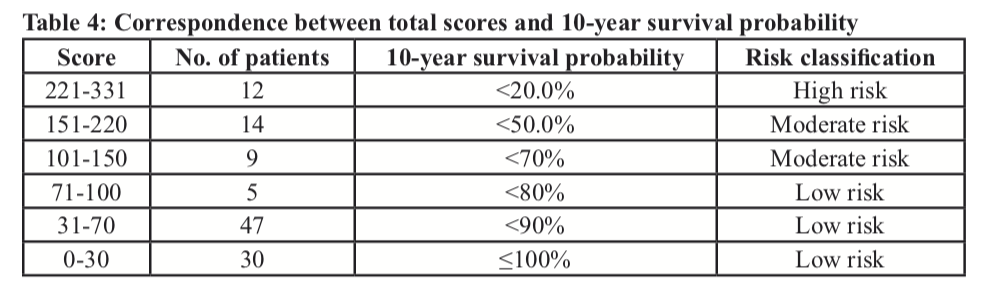 Table 4: Correspondence between total scores and 10-year survival probability
Score No. of patients 10-year survival probability Risk classification
221-331 12 <20.0% High risk
151-220 14 <50.0% Moderate risk
101-150 9 <70% Moderate risk
71-100 5 <80% Low risk
31-70 47 <90% Low risk
0-30 30 ≤100% Low risk